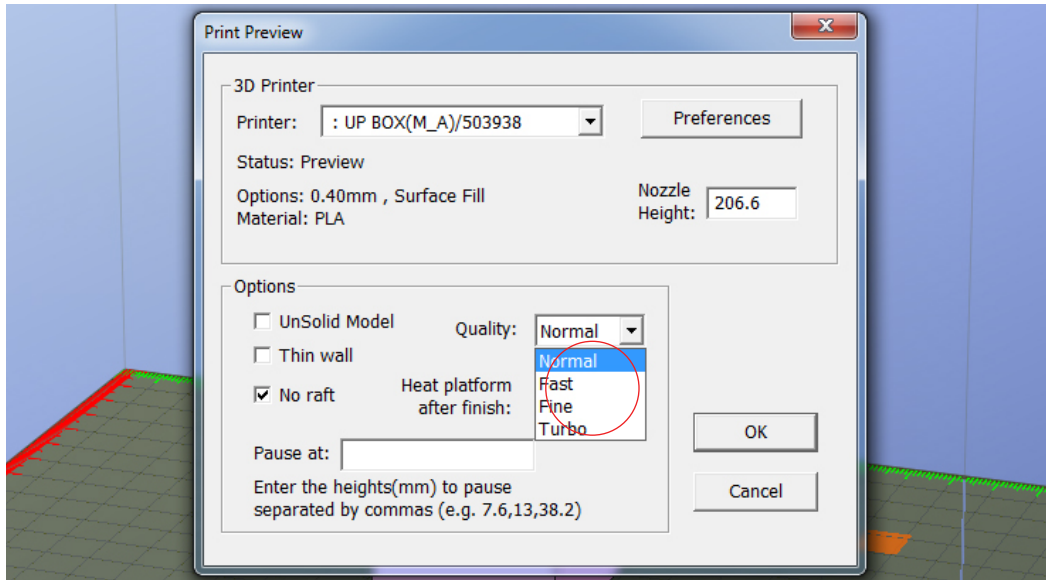 Print Preview
3D Printer
Printer: : UP BOX(M_A)/503938 Preferences
Status: Preview
Options: 0.40mm , Surface Fill
Material: PLA
Nozzle
Height: 206.6
Options
UnSolid Model
Quality: Normal
Thin wall
Normal
Fast
Fine
Turbo
No raft
Heat platform
after finish:
Pause at:
Enter the heights(mm) to pause
separated by commas (e.g. 7.6,13,38.2)
OK
Cancel